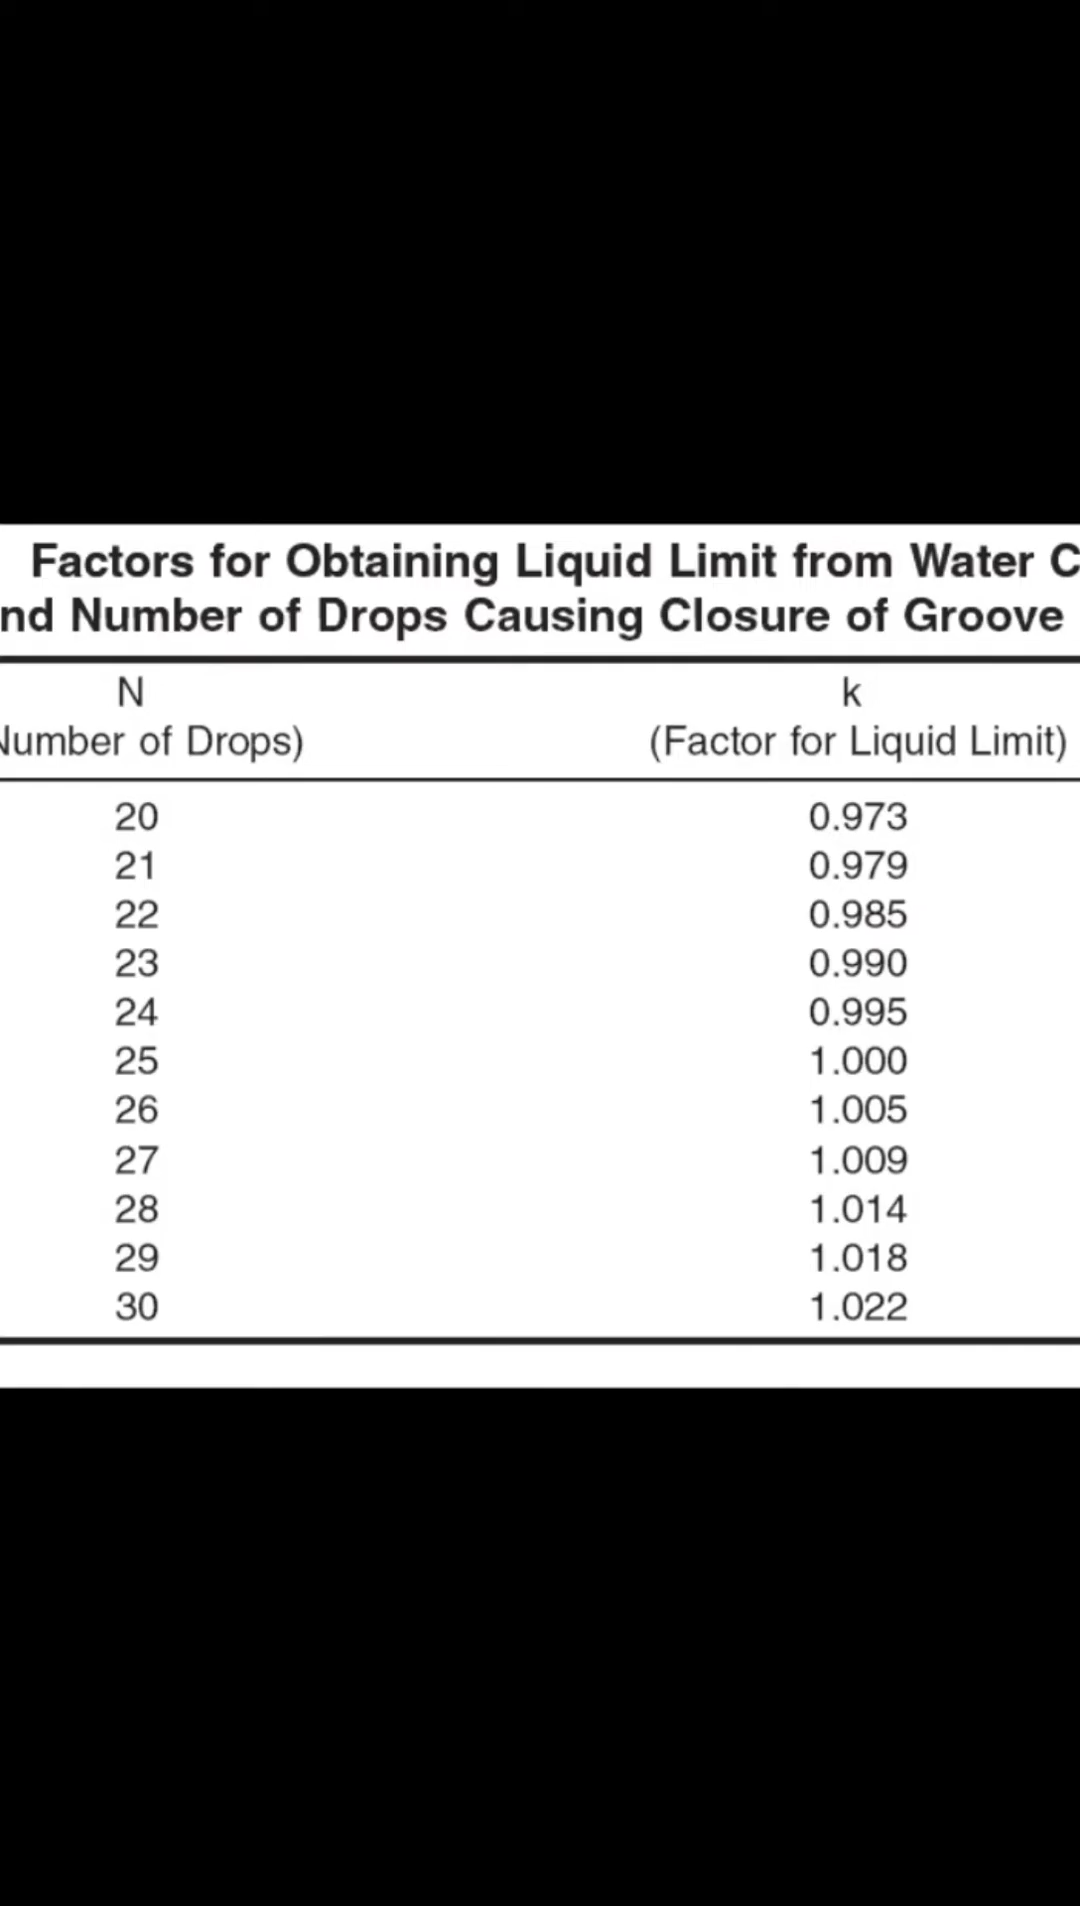 Factors for Obtaining Liquid Limit from Water C
nd Number of Drops Causing Closure of Groove
N k
Number of Drops) (Factor for Liquid Limit)
20 0.973
21 0.979
22 0.985
23 0.990
24 0.995
25 1.000
26 1.005
27 1.009
28 1.014
29 1.018
30 1.022